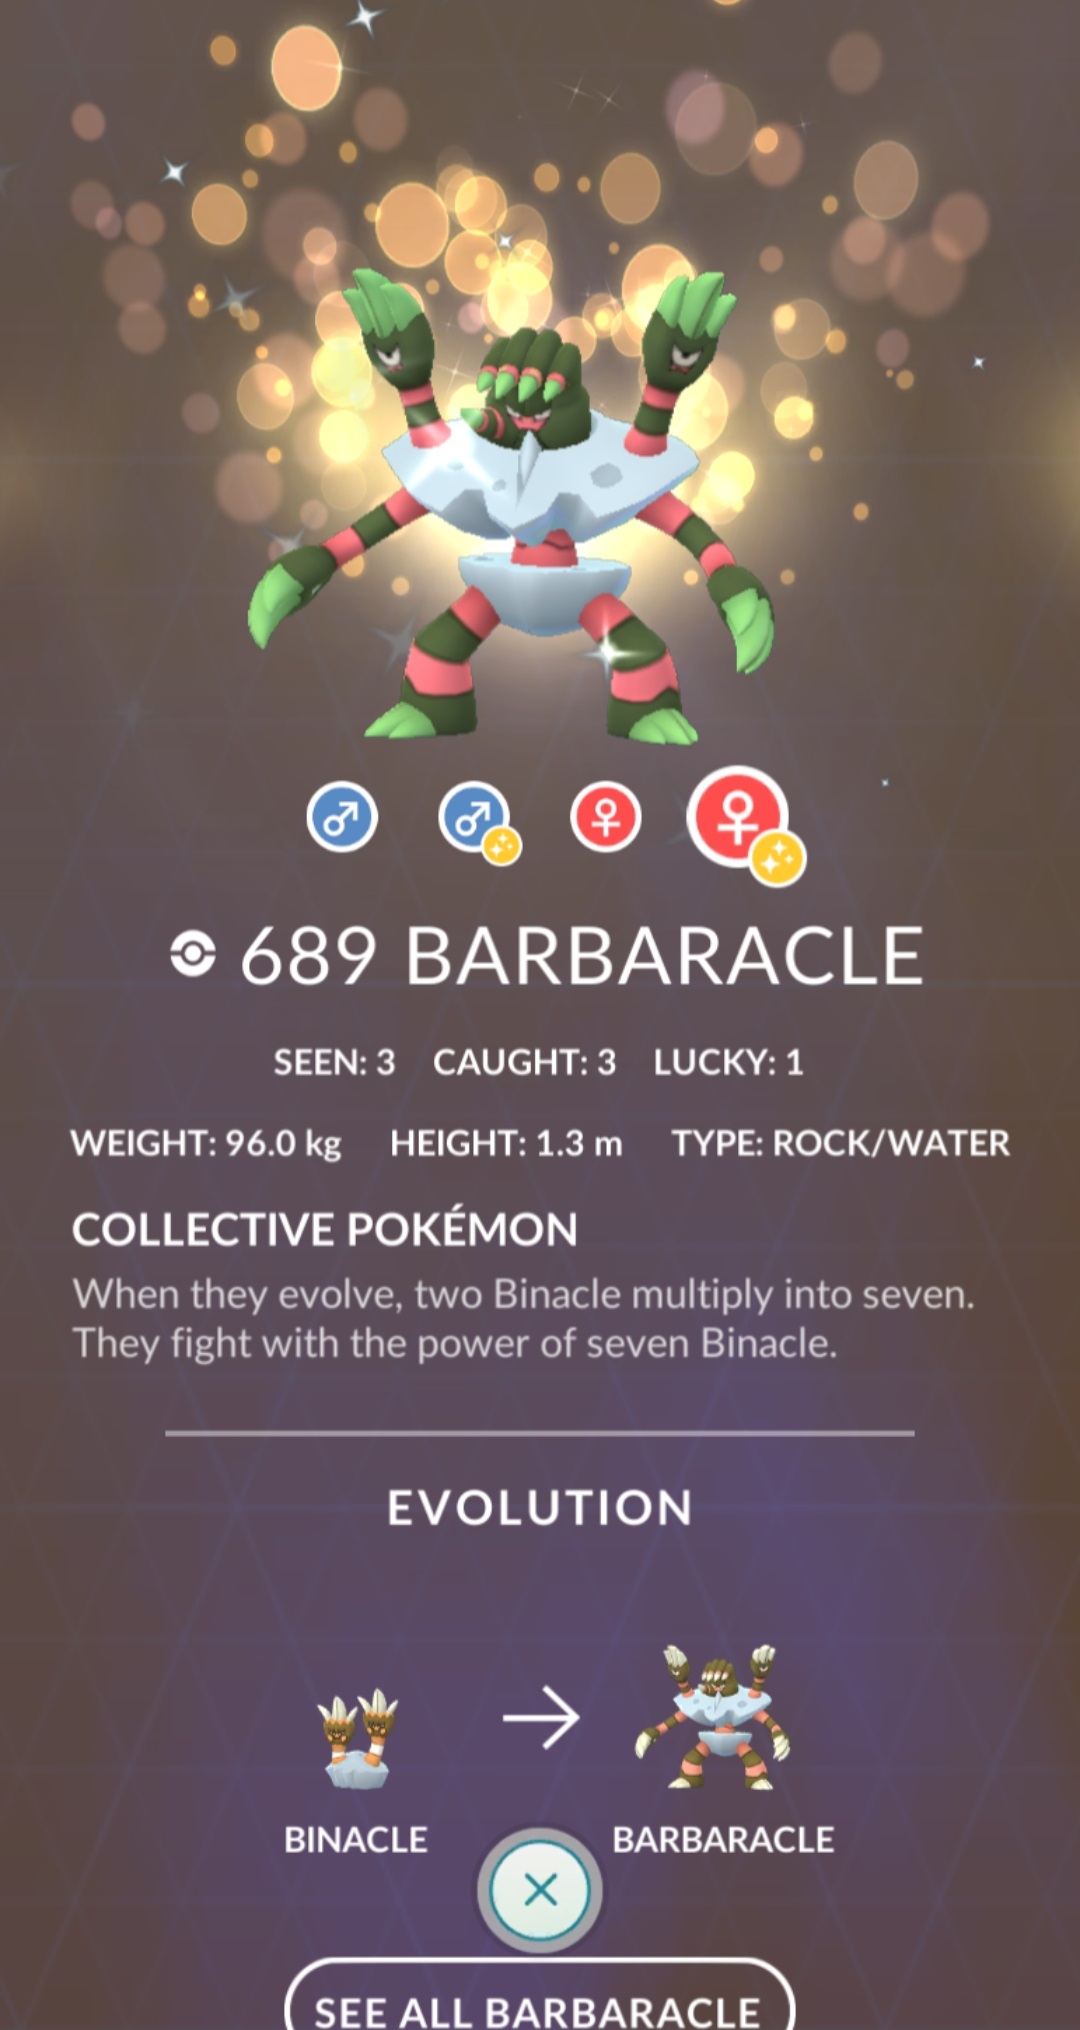 689 BARBARACLE
SEEN: 3 CAUGHT: 3 LUCKY: 1
WEIGHT: 96.0 kg HEIGHT: 1.3 m TYPE: ROCK/WATER
COLLECTIVE POKÉMON
When they evolve, two Binacle multiply into seven.
They fight with the power of seven Binacle.
EVOLUTION
BINACLE BARBARACLE
SEE ALL BARBARACLE